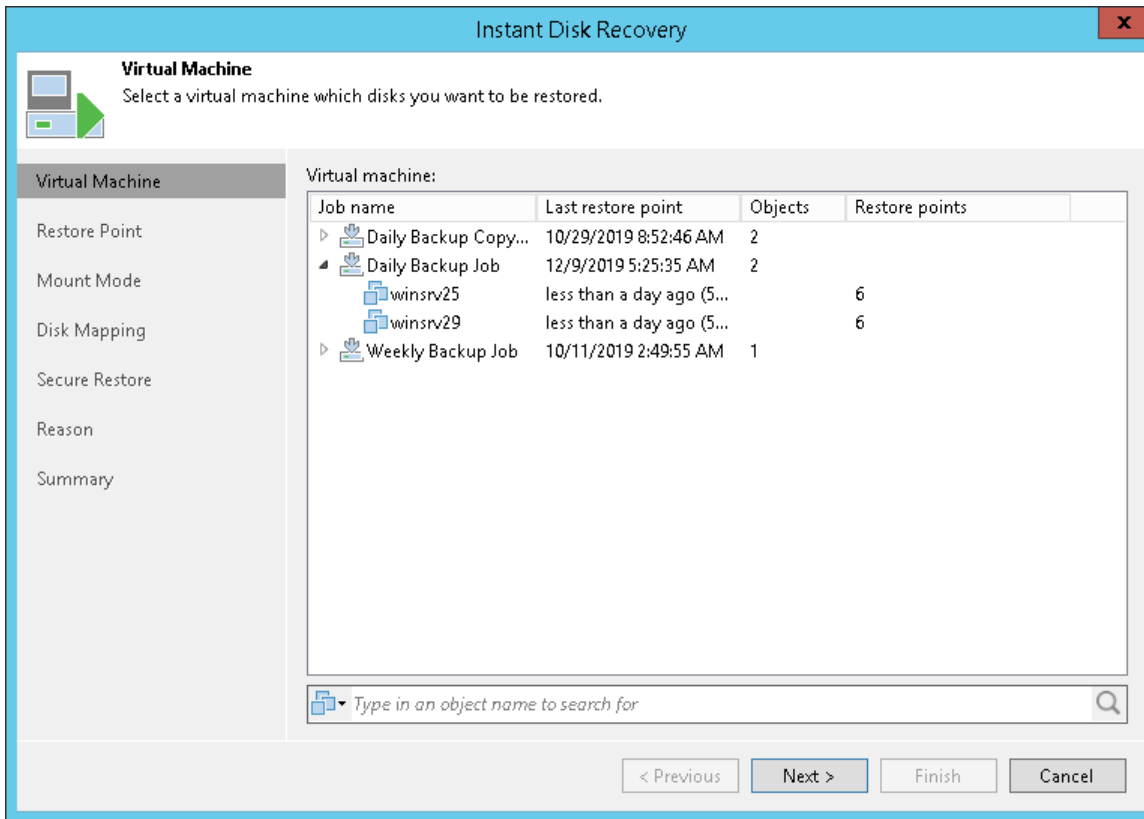 Instant Disk Recovery
x
Virtual Machine
Select a virtual machine which disks you want to be restored.
Virtual Machine
Restore Point
Mount Mode
Disk Mapping
Secure Restore
Reason
Summary
Virtual machine:
Job name Last restore point Objects Restore points
Daily Backup Copy... 10/29/2019 8:52:46 AM 2
Daily Backup Job 12/9/2019 5:25:35 AM 2
winsrv25 less than a day ago (5... 6
winsrv29 less than a day ago (5... 6
Weekly Backup Job 10/11/2019 2:49:55 AM 1
Type in an object name to search for
< Previous Next > Finish Cancel